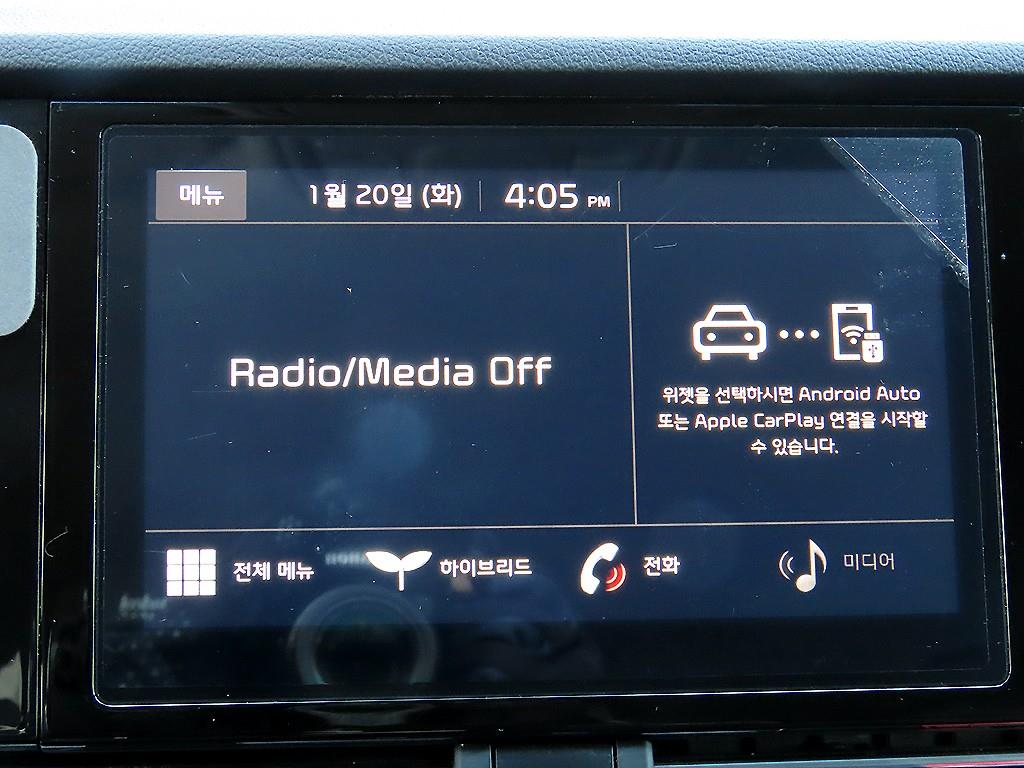 메뉴
1월 20일 (화)
4:05 PM
Radio/Media Off
위젯을 선택하시면 Android Auto
또는 Apple CarPlay 연결을 시작할
수 있습니다.
전체 메뉴
하이브리드
전화
미디어